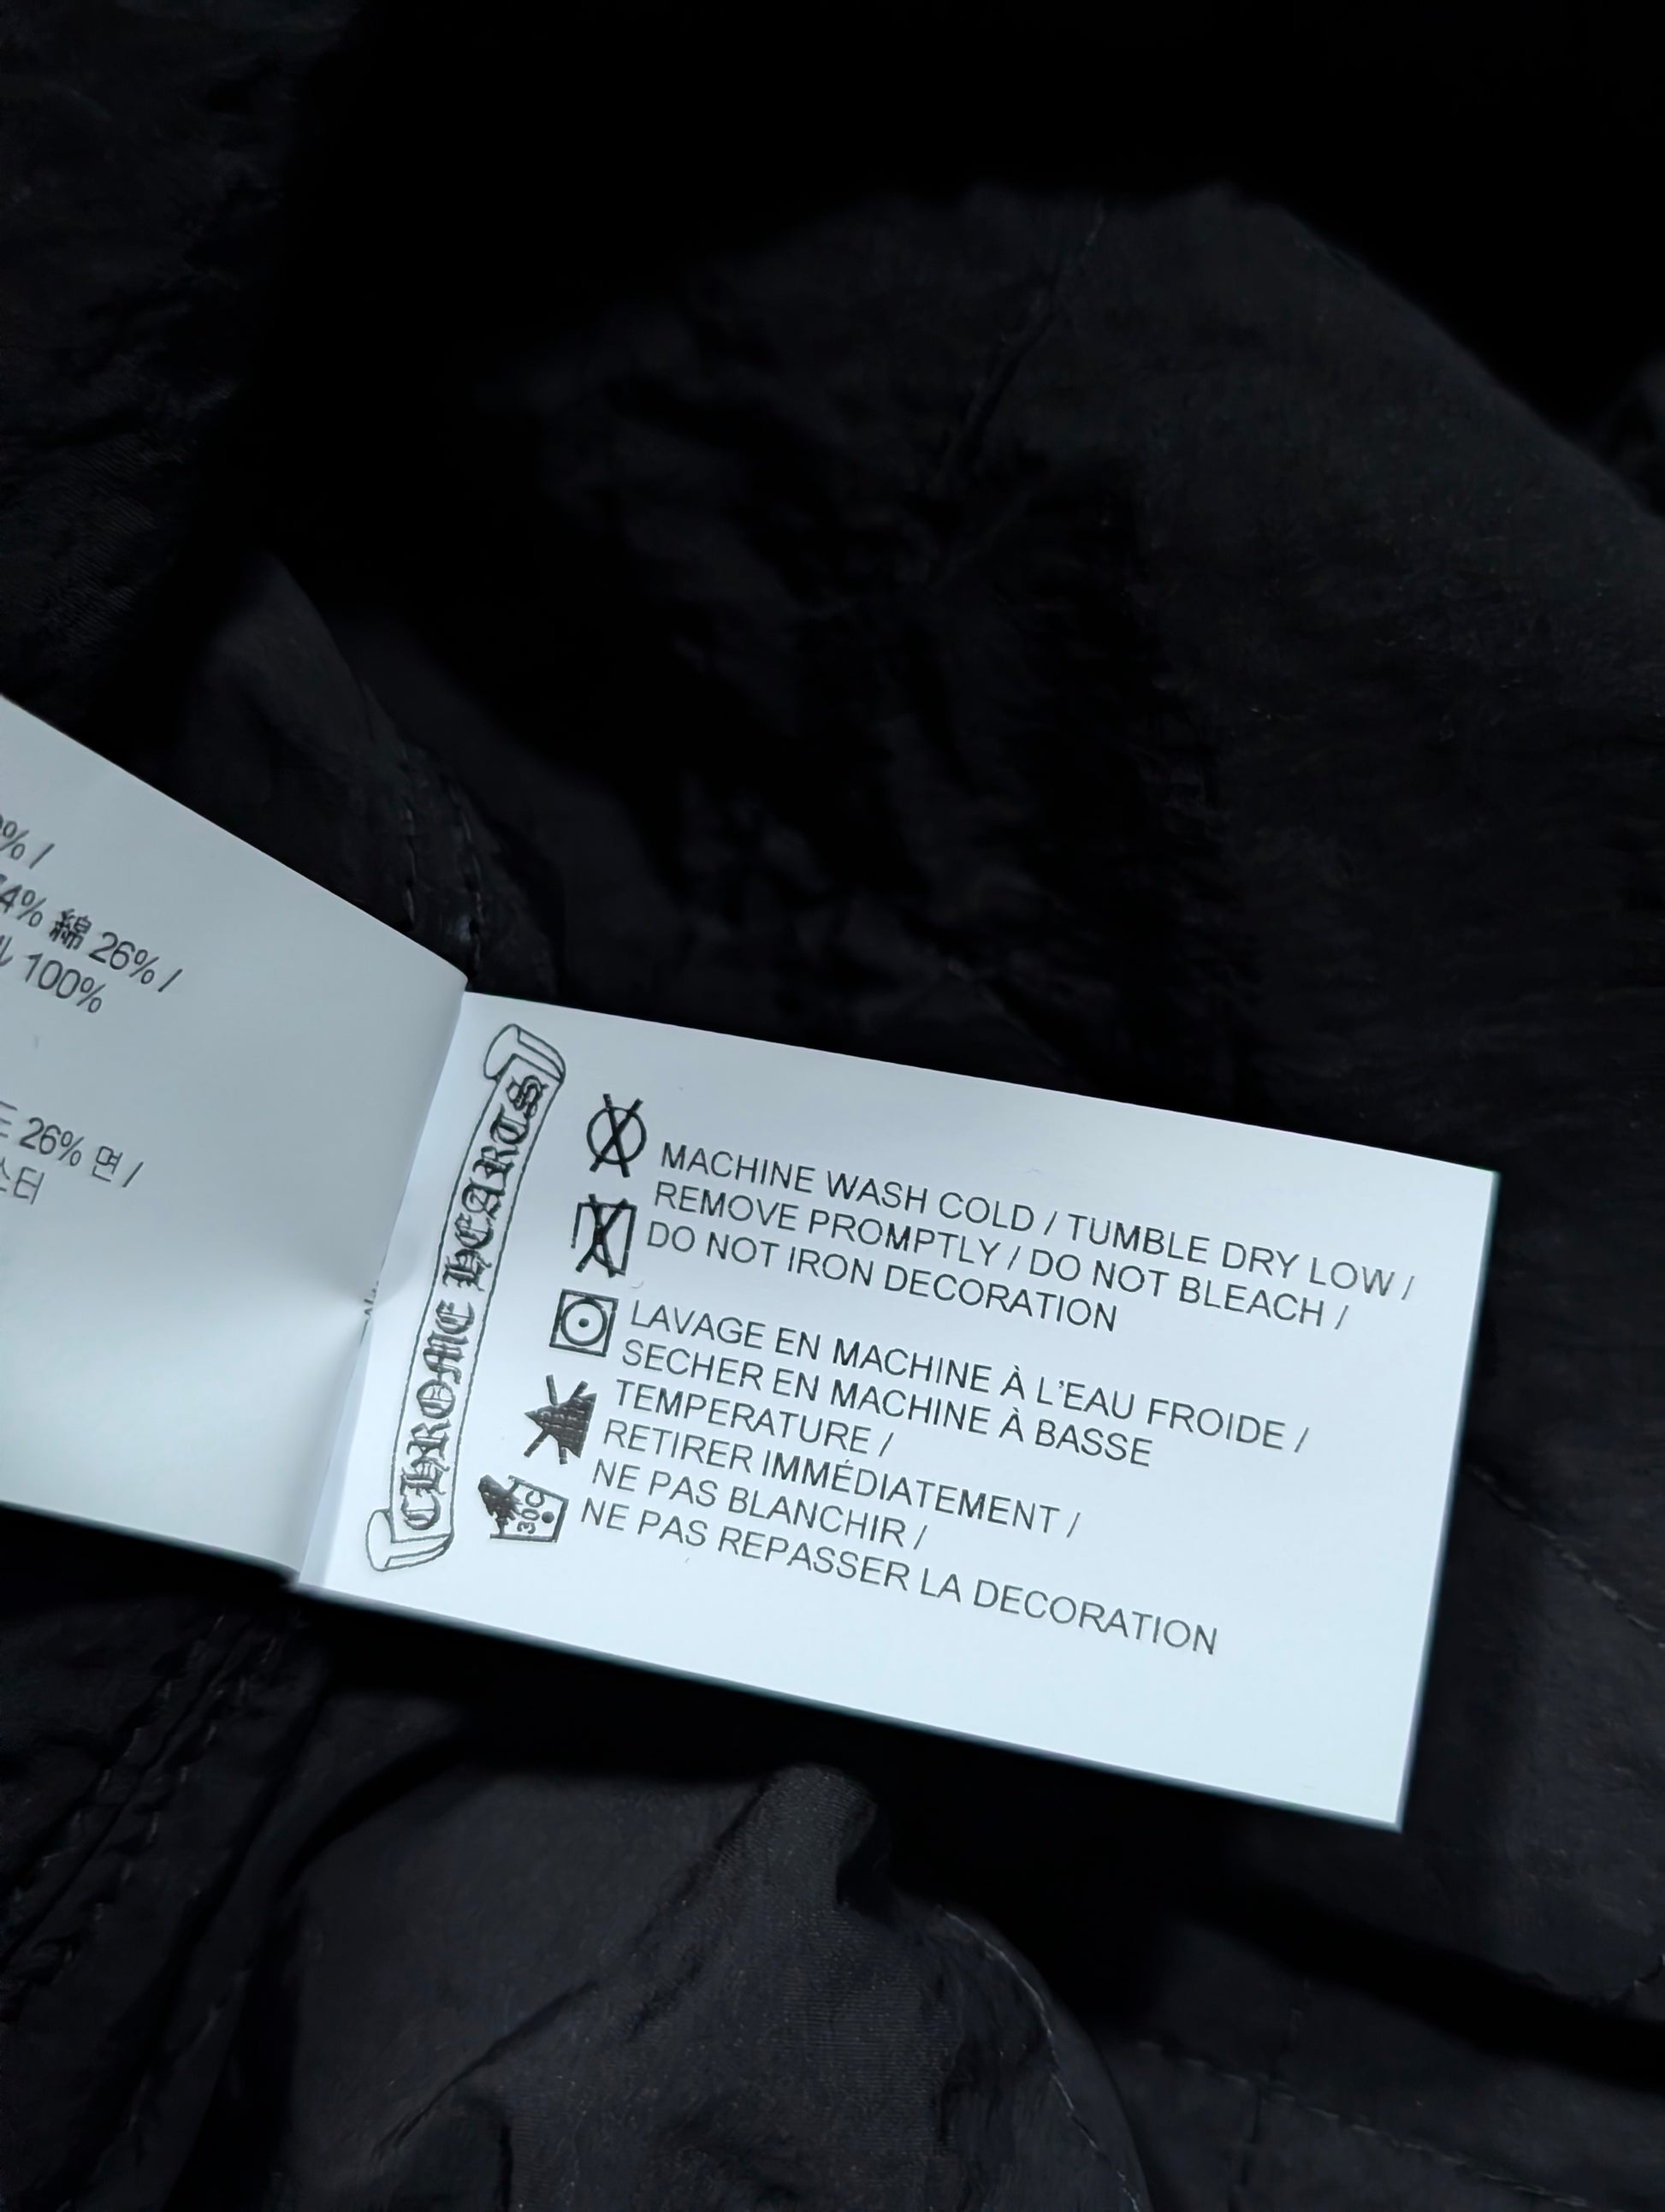 % /
4% 綿 26% /
ル 100%
드 26% 면 /
스터
CHROME HEARTS
MACHINE WASH COLD / TUMBLE DRY LOW /
REMOVE PROMPTLY / DO NOT BLEACH /
DO NOT IRON DECORATION
LAVAGE EN MACHINE À L'EAU FROIDE /
SECHER EN MACHINE À BASSE
TEMPERATURE /
RETIRER IMMÉDIATEMENT /
NE PAS BLANCHIR /
NE PAS REPASSER LA DECORATION
30C